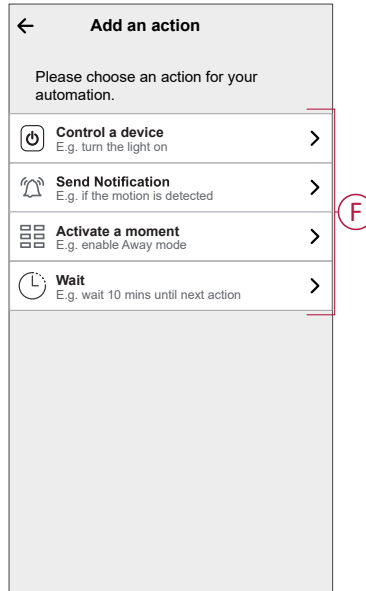 Add an action
Please choose an action for your
automation.
Control a device
E.g. turn the light on
Send Notification
E.g. if the motion is detected
Activate a moment
E.g. enable Away mode
Wait
E.g. wait 10 mins until next action
F